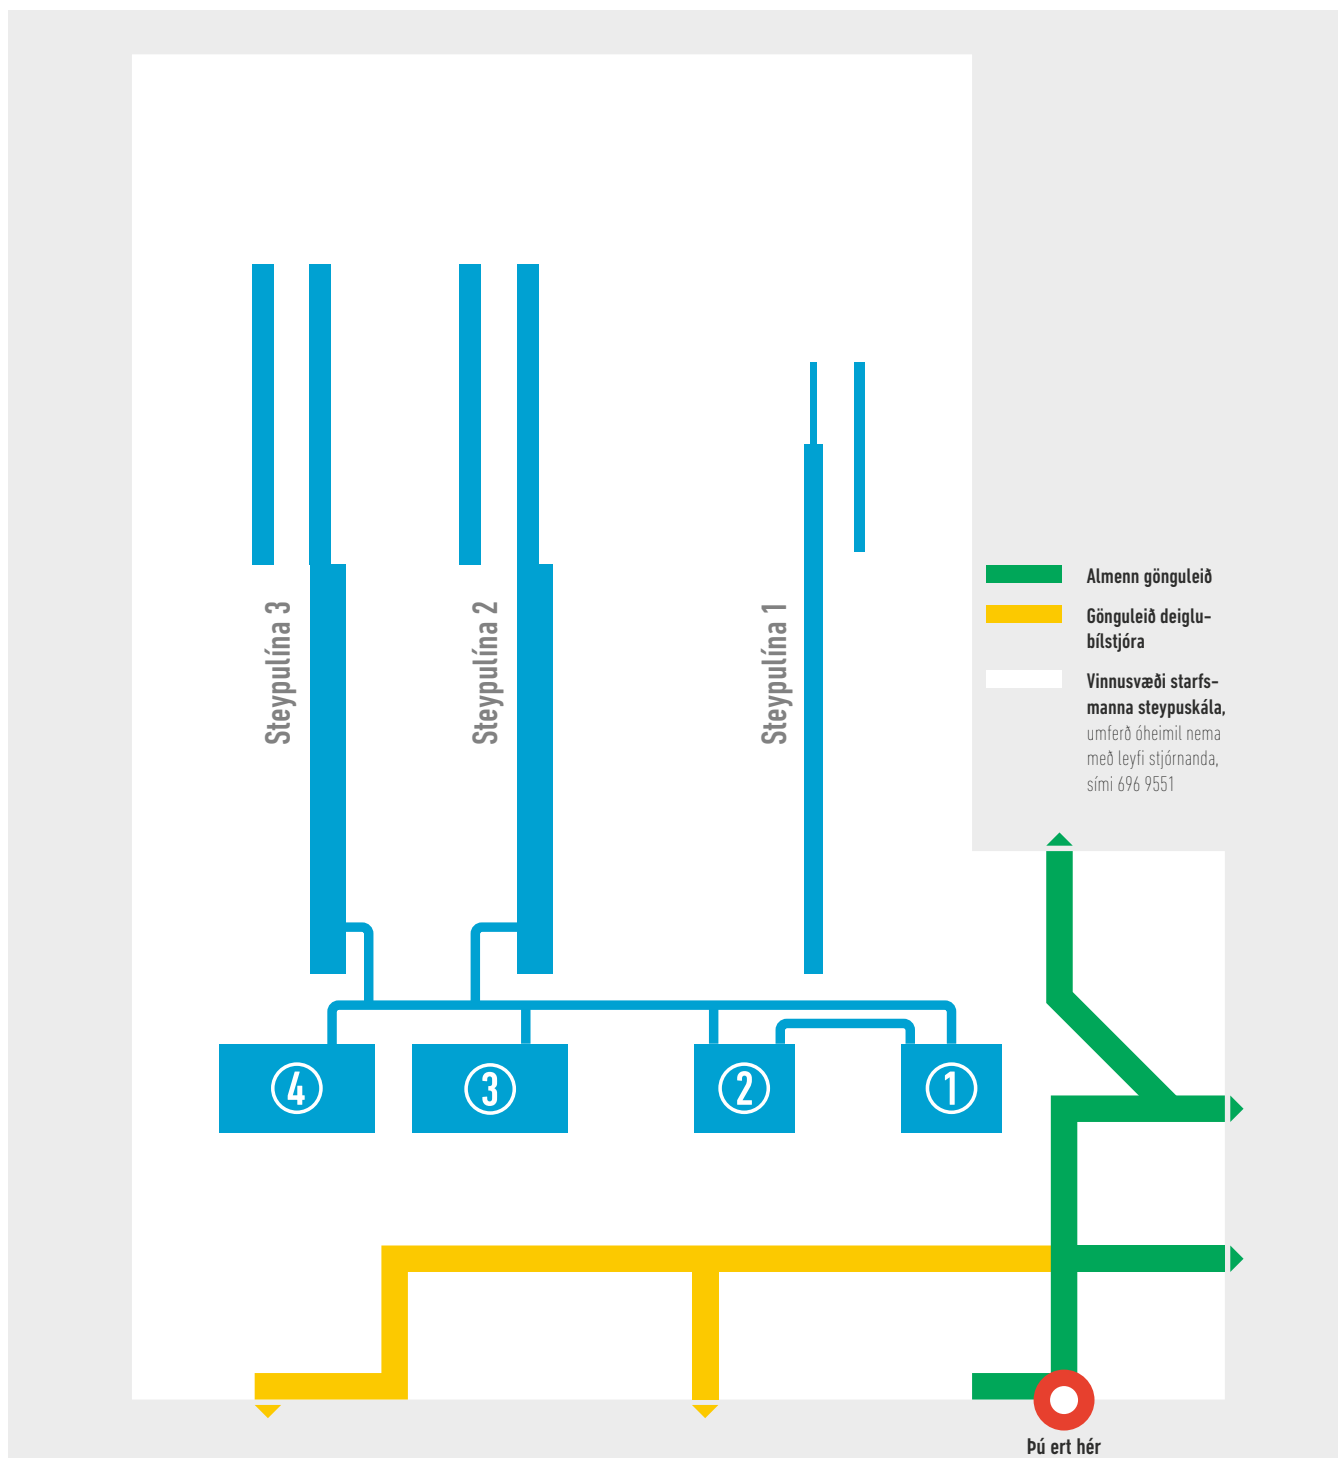 Steypulína 3
Steypulína 2
Steypulína 1
Almenn gönguleið
Gönguleið deiglu-
bílstjóra
Vinnusvæði starfs-
manna steypuskála,
umferð óheimil nema
með leyfi stjórnanda,
sími 696 9551
4
3
2
1
Þú ert hér